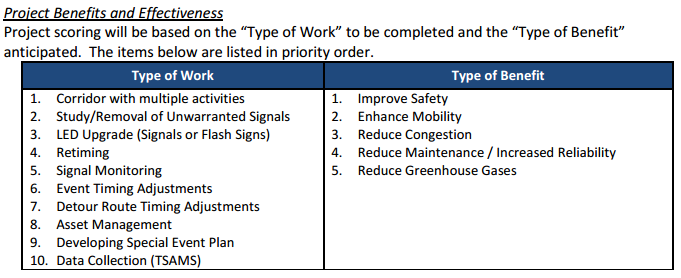 Project Benefits and Effectiveness
Project scoring will be based on the “Type of Work” to be completed and the “Type of Benefit”
anticipated.  The items below are listed in priority order.
Type of Work
1. Corridor with multiple activities
2. Study/Removal of Unwarranted Signals
3. LED Upgrade (Signals or Flash Signs)
4. Retiming
5. Signal Monitoring
6. Event Timing Adjustments
7. Detour Route Timing Adjustments
8. Asset Management
9. Developing Special Event Plan
10. Data Collection (TSAMS)
Type of Benefit
1. Improve Safety
2. Enhance Mobility
3. Reduce Congestion
4. Reduce Maintenance / Increased Reliability
5. Reduce Greenhouse Gases